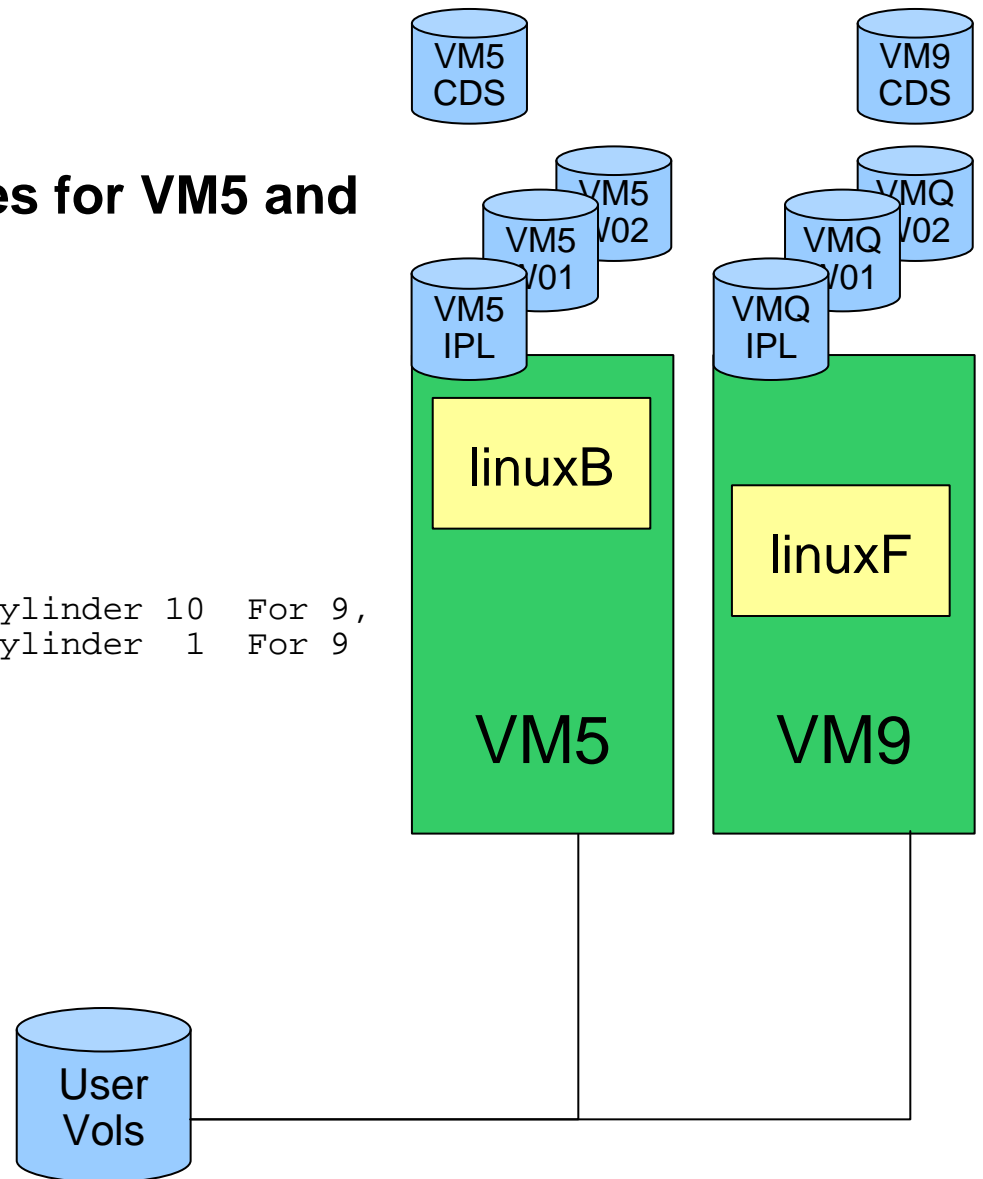 VM5
CDS
VM9
CDS
es for VM5 and
VM5
VMQ
VM5
VMQ
VM5
IPL
VMQ
IPL
linuxB
linuxF
ylinder 10  For 9,
ylinder  1  For 9
VM5
VM9
User
Vols